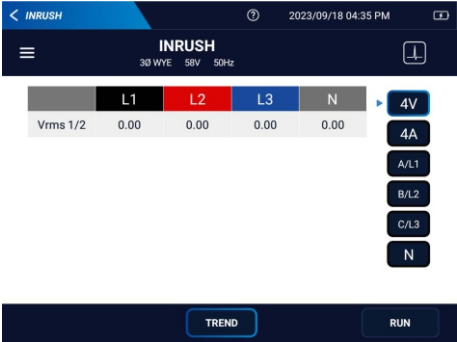 INRUSH 2023/09/18 04:35 PM
INRUSH
3Ø WYE 58V 50Hz
L1 L2 L3 N
Vrms 1/2 0.00 0.00 0.00 0.00
4V
4A
A/L1
B/L2
C/L3
N
TREND RUN